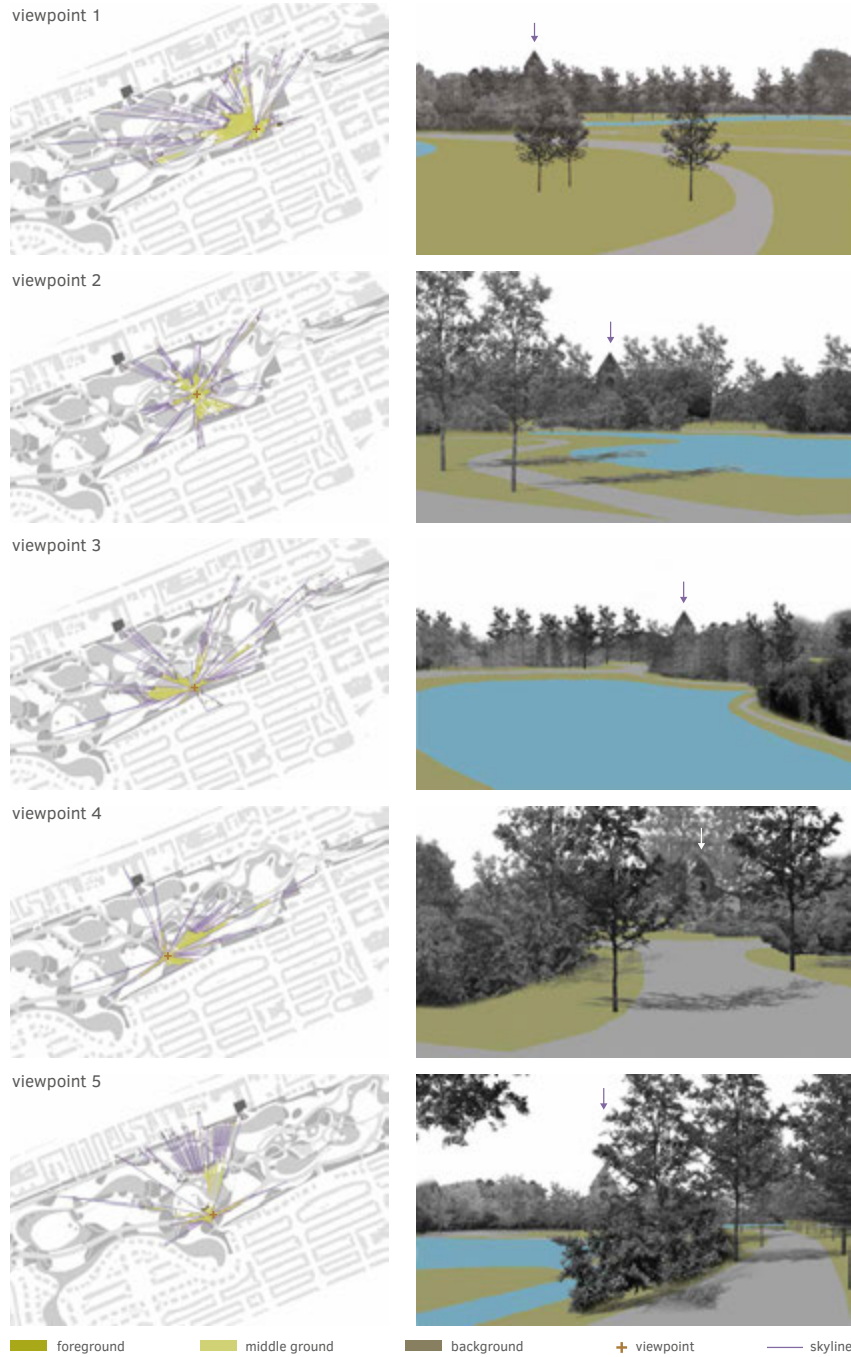 viewpoint 1
viewpoint 2
viewpoint 3
viewpoint 4
viewpoint 5
foreground
middle ground
background
viewpoint
skyline